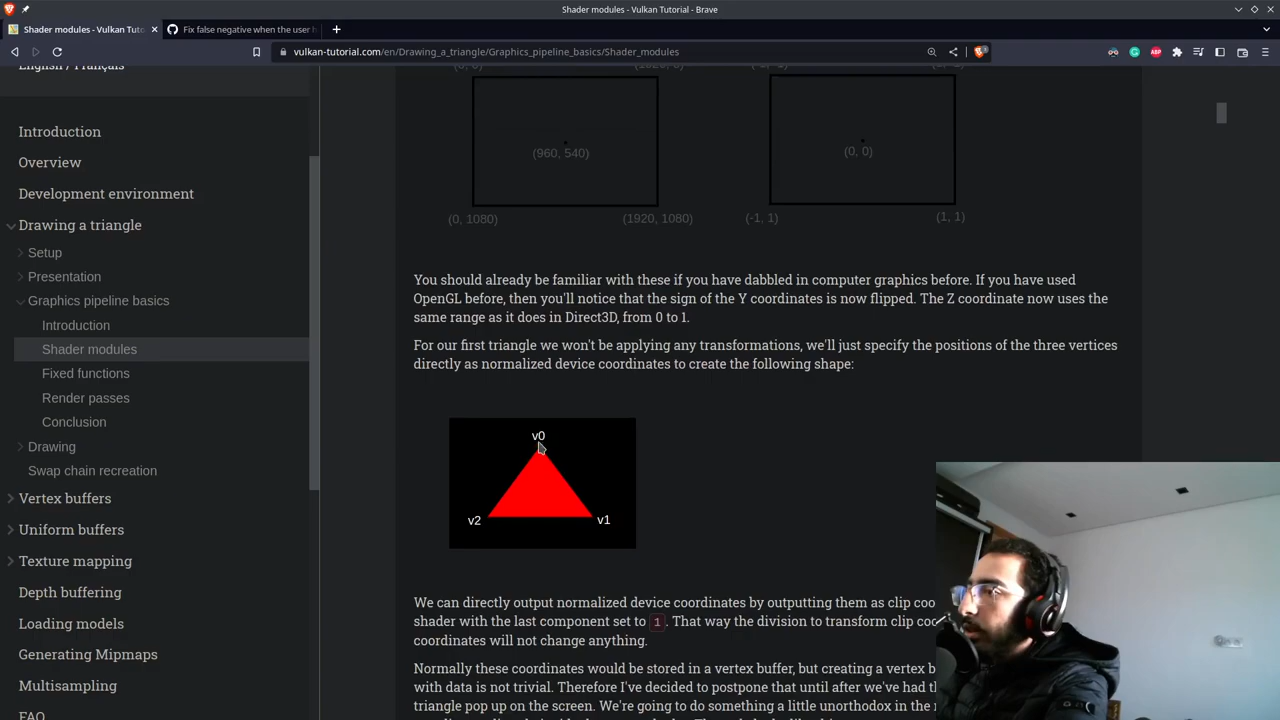 Shader modules - Vulkan Tutorial - Brave
Shader modules - Vulkan Tuto
Fix false negative when the user h
vulkan-tutorial.com/en/Drawing_a_triangle/Graphics_pipeline_basics/Shader_modules
English / Français
Introduction
Overview
Development environment
Drawing a triangle
Setup
Presentation
Graphics pipeline basics
Introduction
Shader modules
Fixed functions
Render passes
Conclusion
Drawing
Swap chain recreation
Vertex buffers
Uniform buffers
Texture mapping
Depth buffering
Loading models
Generating Mipmaps
Multisampling
FAQ
(960, 540)
(0, 0)
(0, 1080)
(1920, 1080)
(-1, 1)
(1, 1)
You should already be familiar with these if you have dabbled in computer graphics before. If you have used
OpenGL before, then you'll notice that the sign of the Y coordinates is now flipped. The Z coordinate now uses the
same range as it does in Direct3D, from 0 to 1.
For our first triangle we won't be applying any transformations, we'll just specify the positions of the three vertices
directly as normalized device coordinates to create the following shape:
v0
v2
v1
We can directly output normalized device coordinates by outputting them as clip coo
shader with the last component set to 1. That way the division to transform clip coo
coordinates will not change anything.
Normally these coordinates would be stored in a vertex buffer, but creating a vertex b
with data is not trivial. Therefore I've decided to postpone that until after we've had t
triangle pop up on the screen. We're going to do something a little unorthodox in the